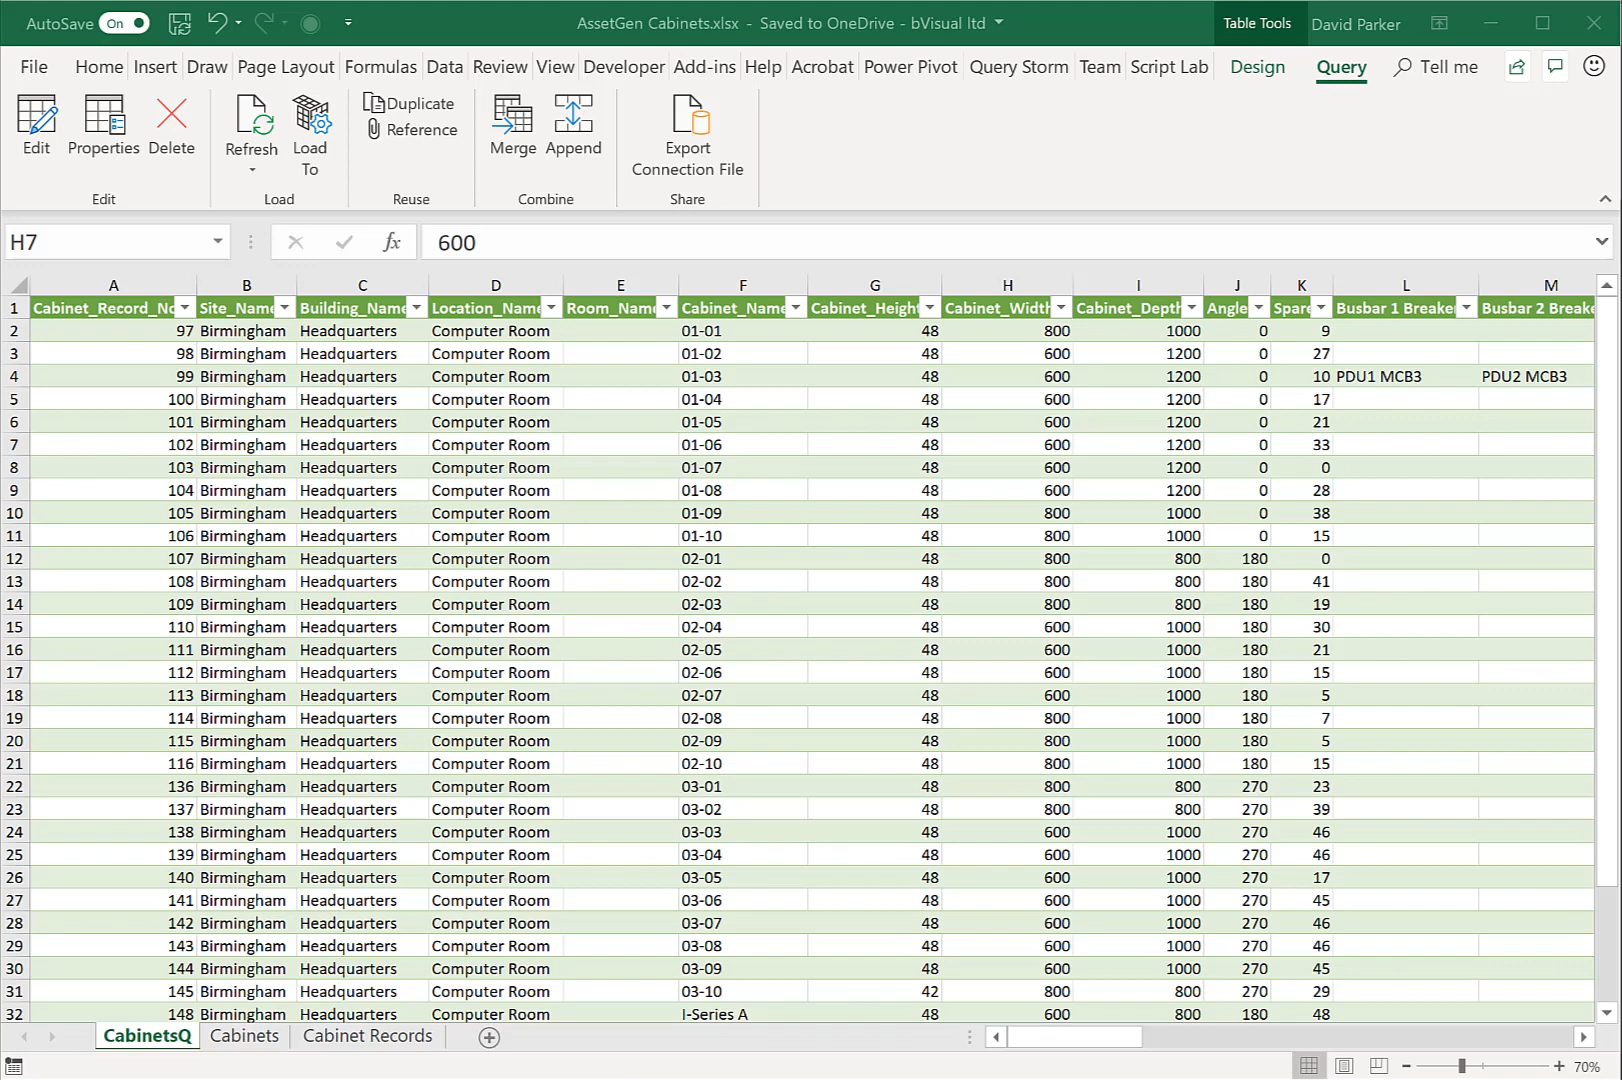 AutoSave On AssetGen Cabinets.xlsx - Saved to OneDrive - bVisual ltd Table Tools David Parker
File Home Insert Draw Page Layout Formulas Data Review View Developer Add-ins Help Acrobat Power Pivot Query Storm Team Script Lab Design Query Tell me
Edit Properties Delete Refresh Load To Duplicate Reference Merge Append Export Connection File
Edit Load Reuse Combine Share
H7 fx 600
A B C D E F G H I J K L M
1 Cabinet_Record_No Site_Name Building_Name Location_Name Room_Name Cabinet_Name Cabinet_Height Cabinet_Width Cabinet_Depth Angle Spare Busbar 1 Breaker Busbar 2 Breake
2 97 Birmingham Headquarters Computer Room 01-01 48 800 1000 0 9
3 98 Birmingham Headquarters Computer Room 01-02 48 600 1200 0 27
4 99 Birmingham Headquarters Computer Room 01-03 48 600 1200 0 10 PDU1 MCB3 PDU2 MCB3
5 100 Birmingham Headquarters Computer Room 01-04 48 600 1200 0 17
6 101 Birmingham Headquarters Computer Room 01-05 48 600 1200 0 21
7 102 Birmingham Headquarters Computer Room 01-06 48 600 1200 0 33
8 103 Birmingham Headquarters Computer Room 01-07 48 600 1200 0 0
9 104 Birmingham Headquarters Computer Room 01-08 48 600 1200 0 28
10 105 Birmingham Headquarters Computer Room 01-09 48 800 1000 0 38
11 106 Birmingham Headquarters Computer Room 01-10 48 800 1000 0 15
12 107 Birmingham Headquarters Computer Room 02-01 48 800 800 180 0
13 108 Birmingham Headquarters Computer Room 02-02 48 800 800 180 41
14 109 Birmingham Headquarters Computer Room 02-03 48 800 800 180 19
15 110 Birmingham Headquarters Computer Room 02-04 48 600 1000 180 30
16 111 Birmingham Headquarters Computer Room 02-05 48 600 1000 180 21
17 112 Birmingham Headquarters Computer Room 02-06 48 600 1000 180 15
18 113 Birmingham Headquarters Computer Room 02-07 48 600 1000 180 5
19 114 Birmingham Headquarters Computer Room 02-08 48 800 1000 180 7
20 115 Birmingham Headquarters Computer Room 02-09 48 800 1000 180 5
21 116 Birmingham Headquarters Computer Room 02-10 48 800 1000 180 15
22 136 Birmingham Headquarters Computer Room 03-01 48 800 800 270 23
23 137 Birmingham Headquarters Computer Room 03-02 48 800 800 270 39
24 138 Birmingham Headquarters Computer Room 03-03 48 600 1000 270 46
25 139 Birmingham Headquarters Computer Room 03-04 48 600 1000 270 46
26 140 Birmingham Headquarters Computer Room 03-05 48 600 1000 270 17
27 141 Birmingham Headquarters Computer Room 03-06 48 600 1000 270 45
28 142 Birmingham Headquarters Computer Room 03-07 48 600 1000 270 46
29 143 Birmingham Headquarters Computer Room 03-08 48 600 1000 270 46
30 144 Birmingham Headquarters Computer Room 03-09 48 600 1000 270 45
31 145 Birmingham Headquarters Computer Room 03-10 42 800 800 270 29
32 148 Birmingham Headquarters Computer Room I-Series A 48 600 800 180 48
CabinetsQ Cabinets Cabinet Records
70%